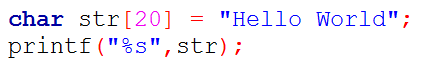 char str[20] = "Hello World";
printf("%s",str);